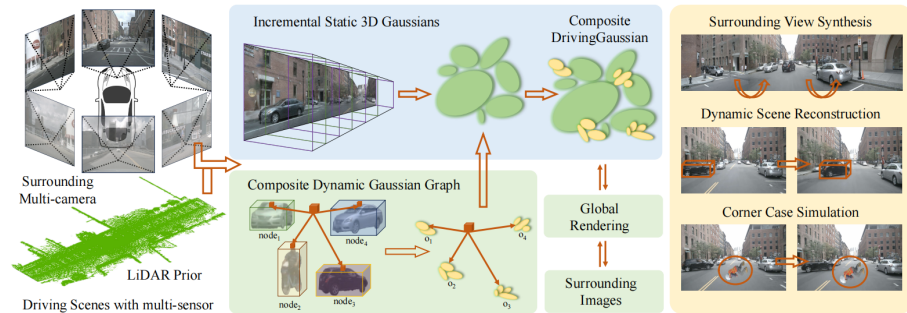 Surrounding
Multi-camera
LiDAR Prior
Driving Scenes with multi-sensor
Incremental Static 3D Gaussians
Composite
DrivingGaussian
Composite Dynamic Gaussian Graph
node₁
node₄
node₂
node₃
o₁
o₄
o₂
o₃
Global
Rendering
Surrounding
Images
Surrounding View Synthesis
Dynamic Scene Reconstruction
Corner Case Simulation